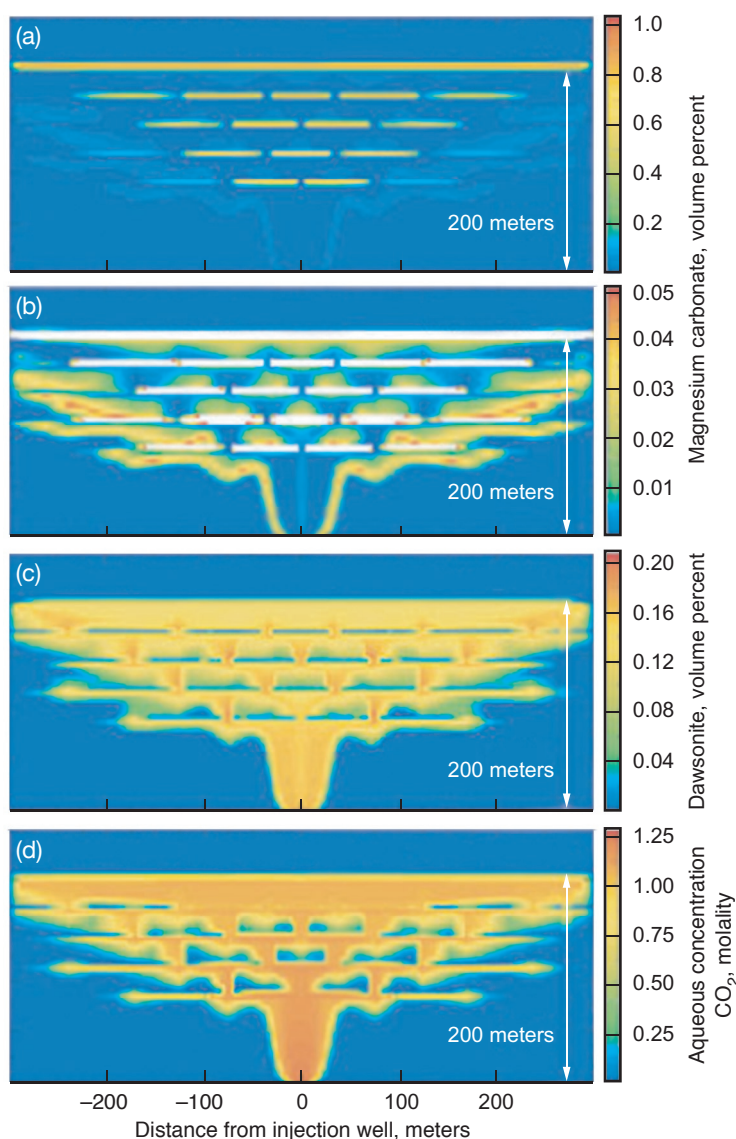 (a)
200 meters
1.0
0.8
0.6
0.4
0.2
(b)
200 meters
0.05
0.04
0.03
0.02
0.01
Magnesium carbonate, volume percent
(c)
200 meters
0.20
0.16
0.12
0.08
0.04
Dawsonite, volume percent
(d)
200 meters
1.25
1.00
0.75
0.50
0.25
Aqueous concentration
CO₂, molality
–200 –100 0 100 200
Distance from injection well, meters